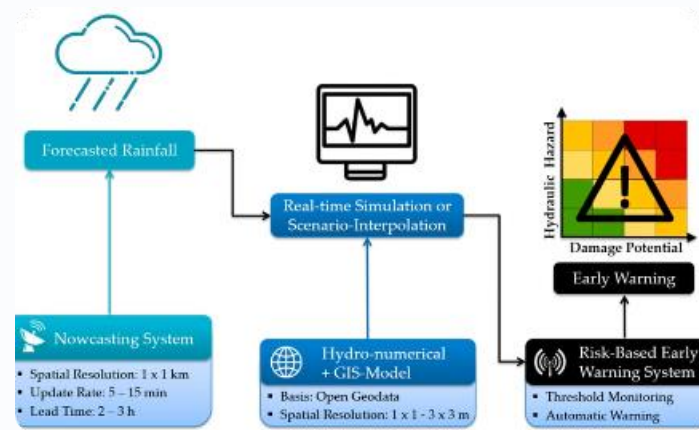 Forecasted Rainfall
Real-time Simulation or
Scenario-Interpolation
Hydraulic Hazard
Damage Potential
Early Warning
Nowcasting System
▪ Spatial Resolution: 1 x 1 km
▪ Update Rate: 5 – 15 min
▪ Lead Time: 2 – 3 h
Hydro-numerical
+ GIS-Model
▪ Basis: Open Geodata
▪ Spatial Resolution: 1 x 1 - 3 x 3 m
Risk-Based Early
Warning System
▪ Threshold Monitoring
▪ Automatic Warning